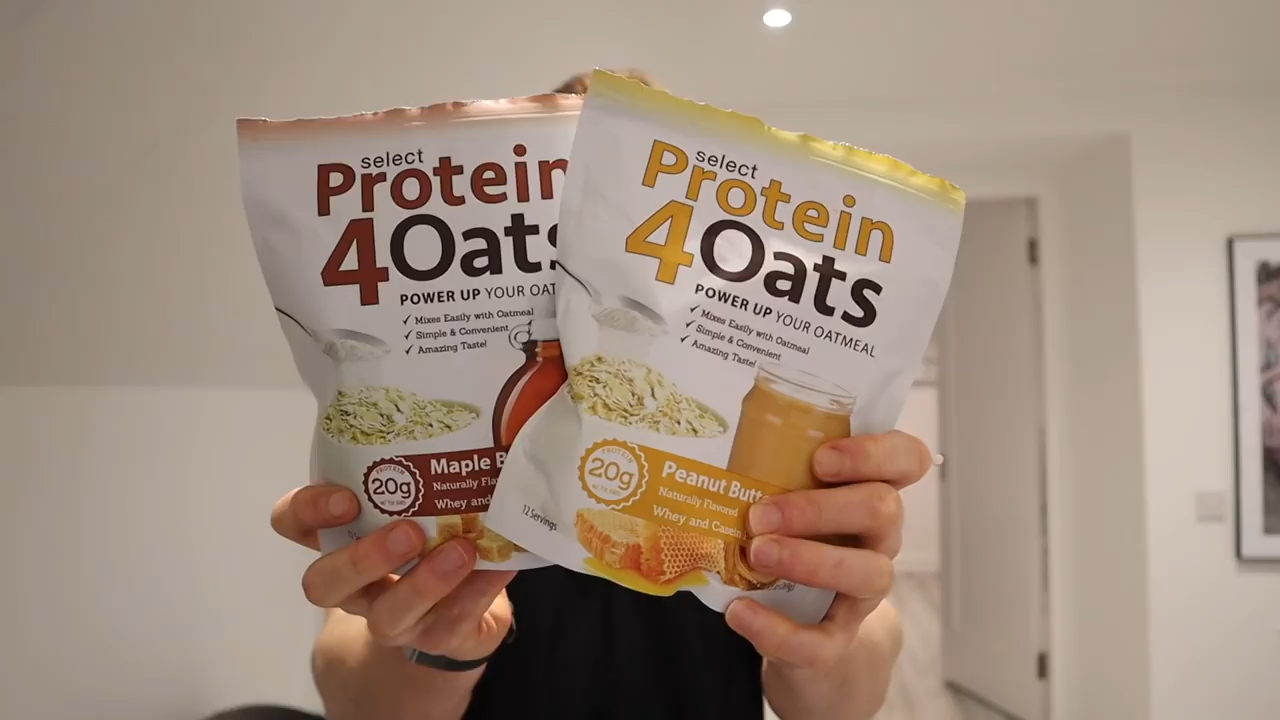 select
Protein
4Oats
POWER UP YOUR OAT
✓ Mixes Easily with Oatmeal
✓ Simple & Convenient
✓ Amazing Taste!
PROTEIN
20g
Maple B
Naturally Fla
Whey and
select
Protein
4Oats
POWER UP YOUR OATMEAL
✓ Mixes Easily with Oatmeal
✓ Simple & Convenient
✓ Amazing Taste!
PROTEIN
20g
Peanut Butte
Naturally Flavored
Whey and Casein
12 Servings